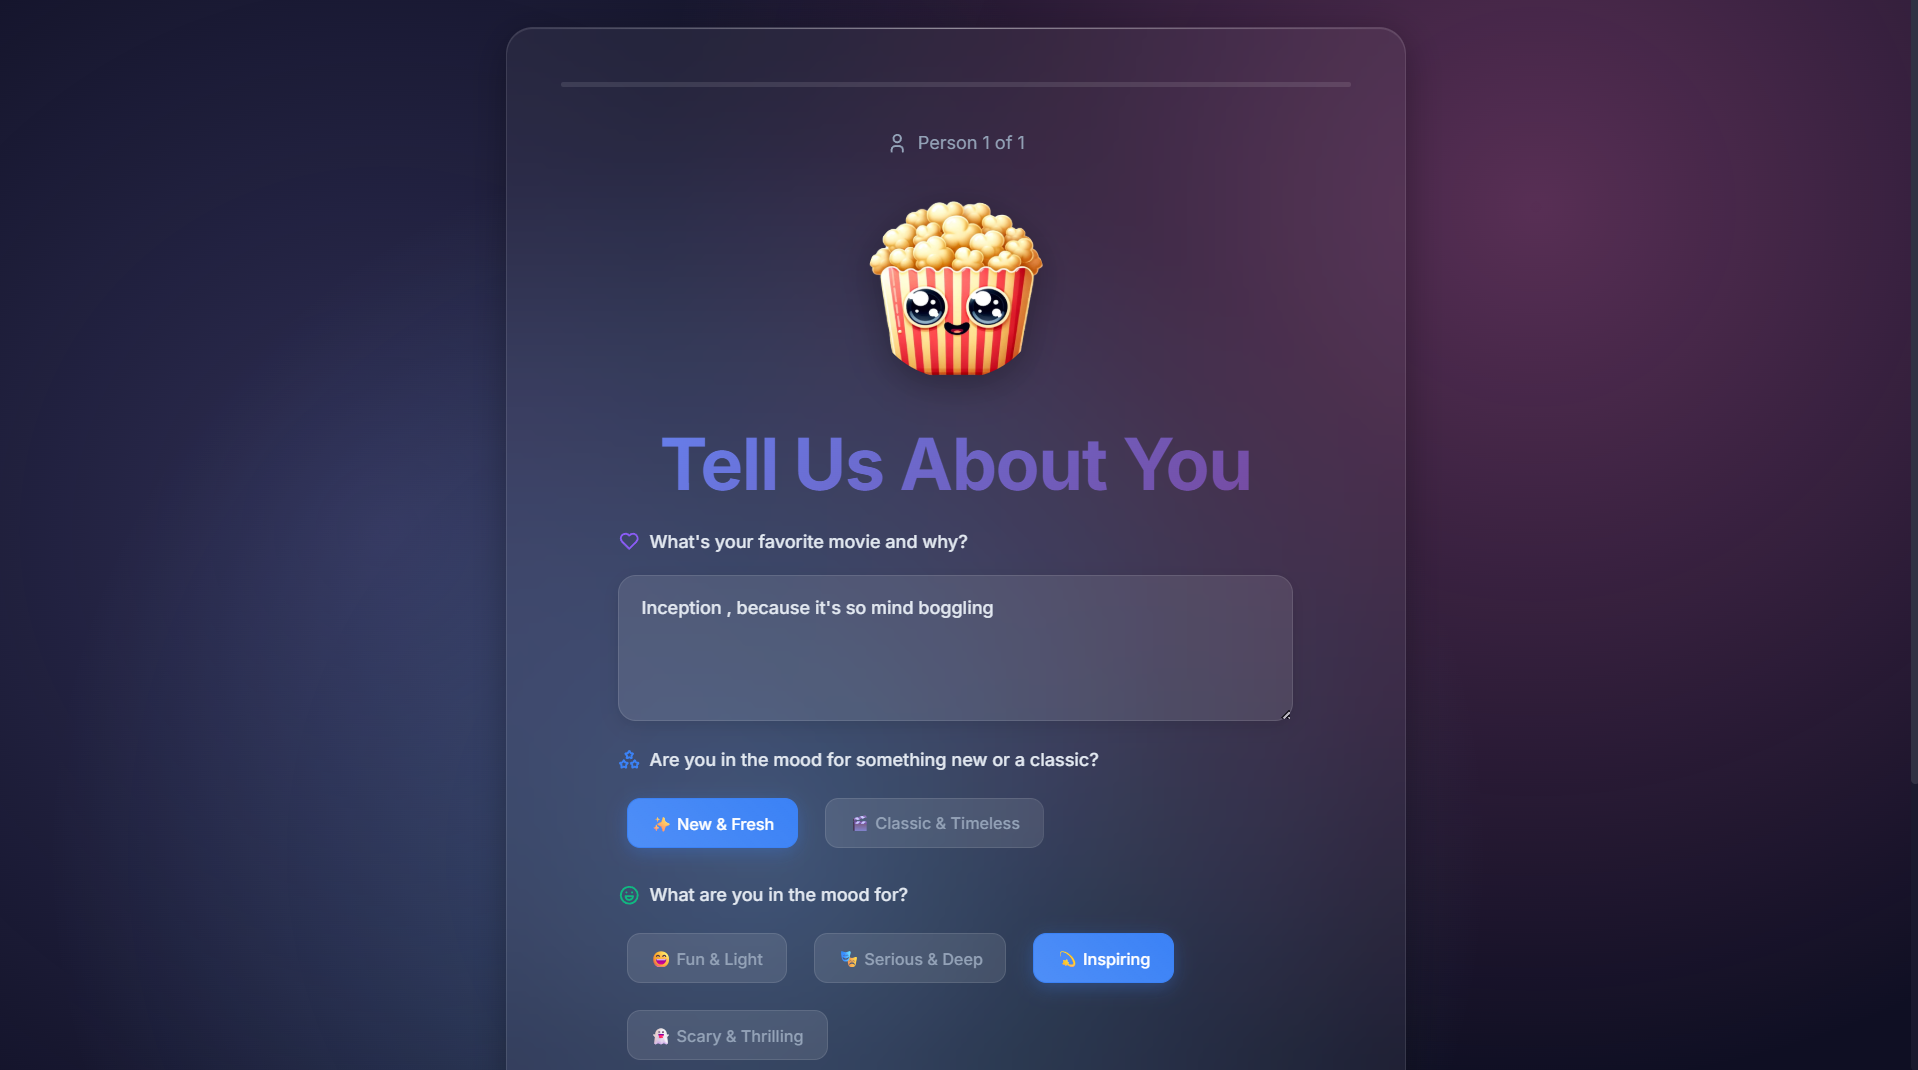 Person 1 of 1
Tell Us About You
What's your favorite movie and why?
Inception , because it's so mind boggling
Are you in the mood for something new or a classic?
✨ New & Fresh
🎬 Classic & Timeless
What are you in the mood for?
😄 Fun & Light
🎭 Serious & Deep
💫 Inspiring
👻 Scary & Thrilling